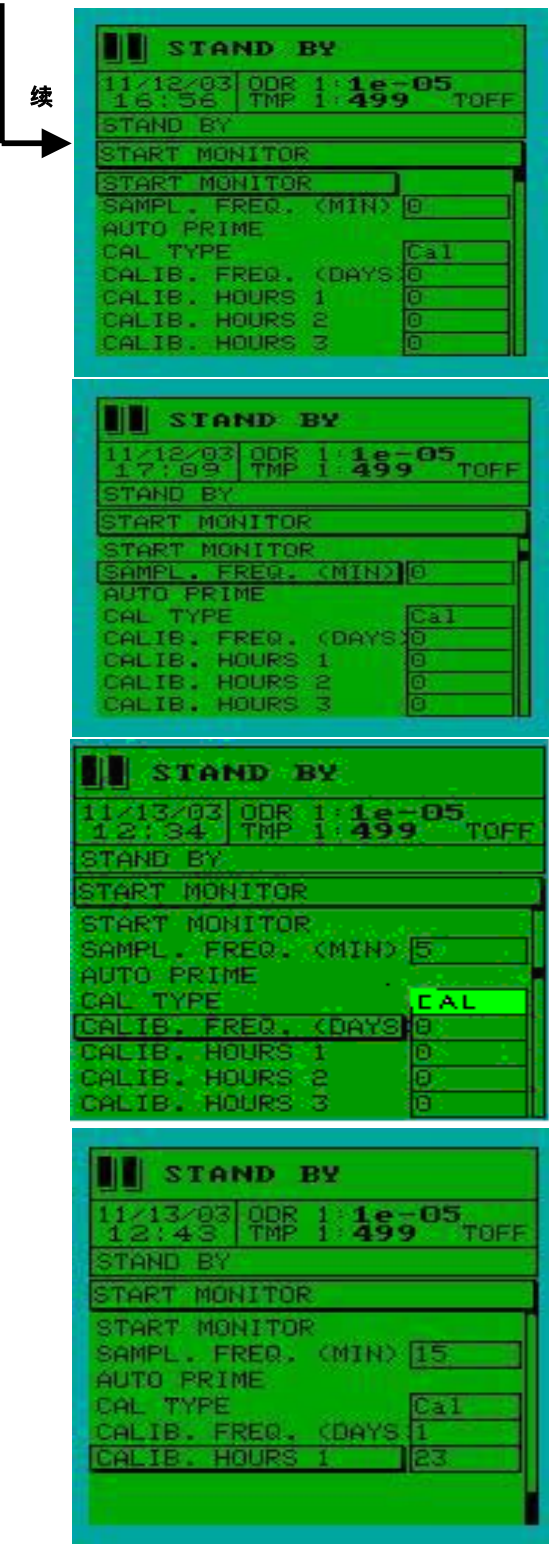 续
STAND BY
11/12/03 ODR 1:1e-05
16:56 TMP 1:499 TOFF
STAND BY
START MONITOR
START MONITOR
SAMPL. FREQ. (MIN) 0
AUTO PRIME
CAL TYPE Cal
CALIB. FREQ. (DAYS) 0
CALIB. HOURS 1 0
CALIB. HOURS 2 0
CALIB. HOURS 3 0
STAND BY
11/12/03 ODR 1:1e-05
17:09 TMP 1:499 TOFF
STAND BY
START MONITOR
START MONITOR
SAMPL. FREQ. (MIN) 0
AUTO PRIME
CAL TYPE Cal
CALIB. FREQ. (DAYS) 0
CALIB. HOURS 1 0
CALIB. HOURS 2 0
CALIB. HOURS 3 0
STAND BY
11/13/03 ODR 1:1e-05
12:34 TMP 1:499 TOFF
STAND BY
START MONITOR
START MONITOR
SAMPL. FREQ. (MIN) 5
AUTO PRIME
CAL TYPE CAL
CALIB. FREQ. (DAYS 0
CALIB. HOURS 1 0
CALIB. HOURS 2 0
CALIB. HOURS 3 0
STAND BY
11/13/03 ODR 1:1e-05
12:43 TMP 1:499 TOFF
STAND BY
START MONITOR
START MONITOR
SAMPL. FREQ. (MIN) 15
AUTO PRIME
CAL TYPE Cal
CALIB. FREQ. (DAYS 1
CALIB. HOURS 1 23